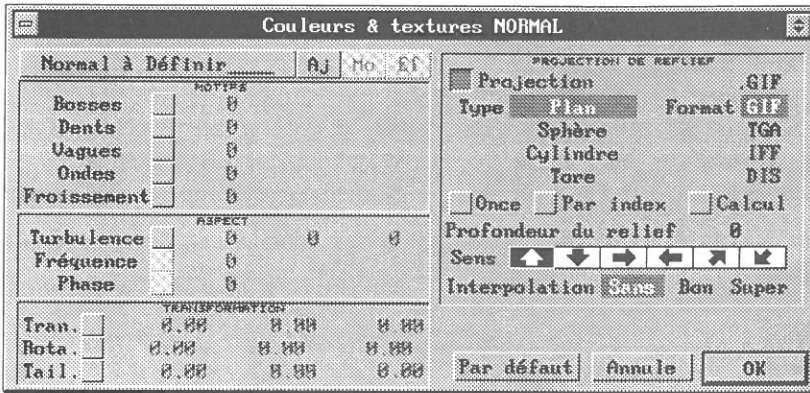 Couleurs & textures NORMAL
Normal à Définir_____ Aj Mo Ef
MOTIFS
Bosses 0
Dents 0
Vagues 0
Ondes 0
Froissement 0
ASPECT
Turbulence 0 0 0
Fréquence 0
Phase 0
TRANSFORMATION
Tran. 0.00 0.00 0.00
Rota. 0.00 0.00 0.00
Tail. 0.00 0.00 0.00
PROJECTION DE REFLIEF
Projection .GIF
Type Plan Format GIF
Sphère TGA
Cylindre IFF
Tore DIS
Once Par index Calcul
Profondeur du relief 0
Sens
Interpolation Sans Bon Super
Par défaut Annule OK